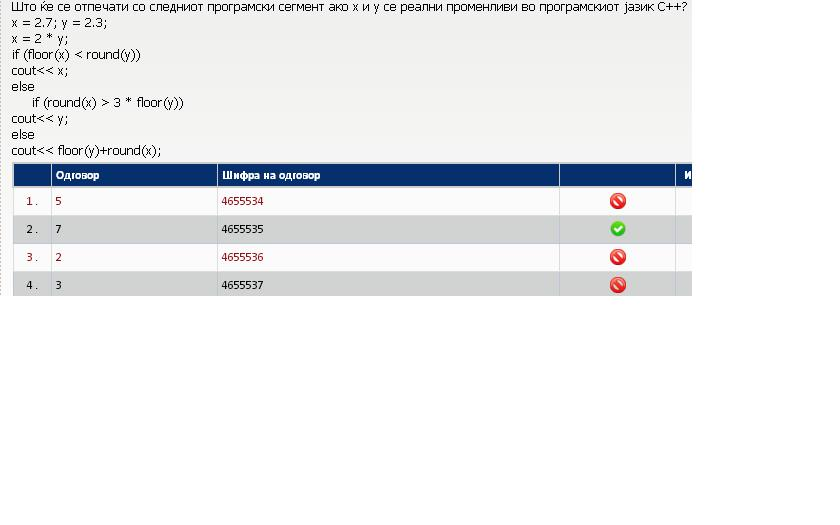 Што ќе се отпечати со следниот програмски сегмент ако x и y се реални променливи во програмскиот јазик C++?
x = 2.7; y = 2.3;
x = 2 * y;
if (floor(x) < round(y))
cout<< x;
else
if (round(x) > 3 * floor(y))
cout<< y;
else
cout<< floor(y)+round(x);
Одговор Шифра на одговор И
1. 5 4655534
2. 7 4655535
3. 2 4655536
4. 3 4655537